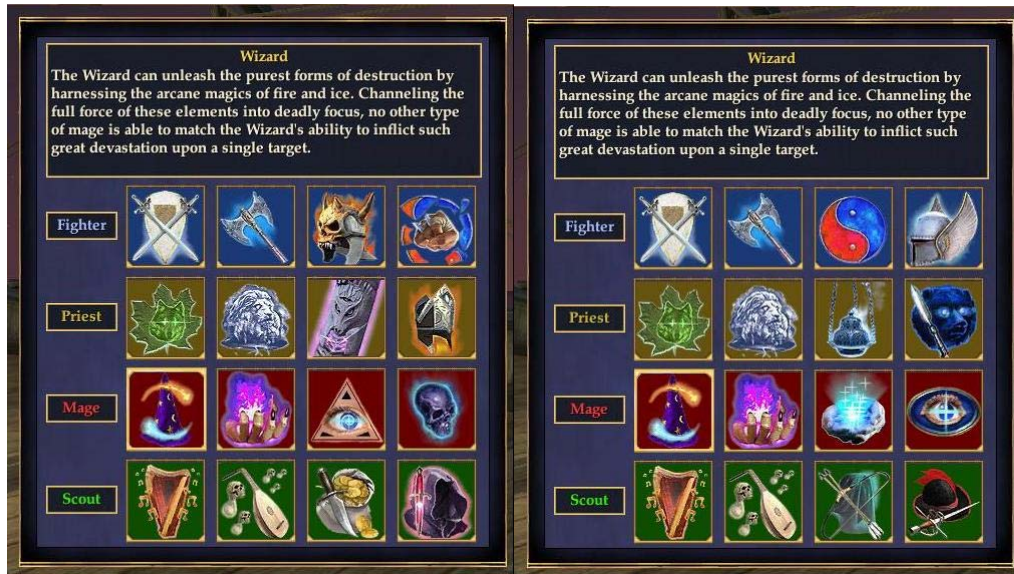 Wizard
The Wizard can unleash the purest forms of destruction by
harnessing the arcane magics of fire and ice. Channeling the
full force of these elements into deadly focus, no other type
of mage is able to match the Wizard's ability to inflict such
great devastation upon a single target.
Fighter
Priest
Mage
Scout
Wizard
The Wizard can unleash the purest forms of destruction by
harnessing the arcane magics of fire and ice. Channeling the
full force of these elements into deadly focus, no other type
of mage is able to match the Wizard's ability to inflict such
great devastation upon a single target.
Fighter
Priest
Mage
Scout